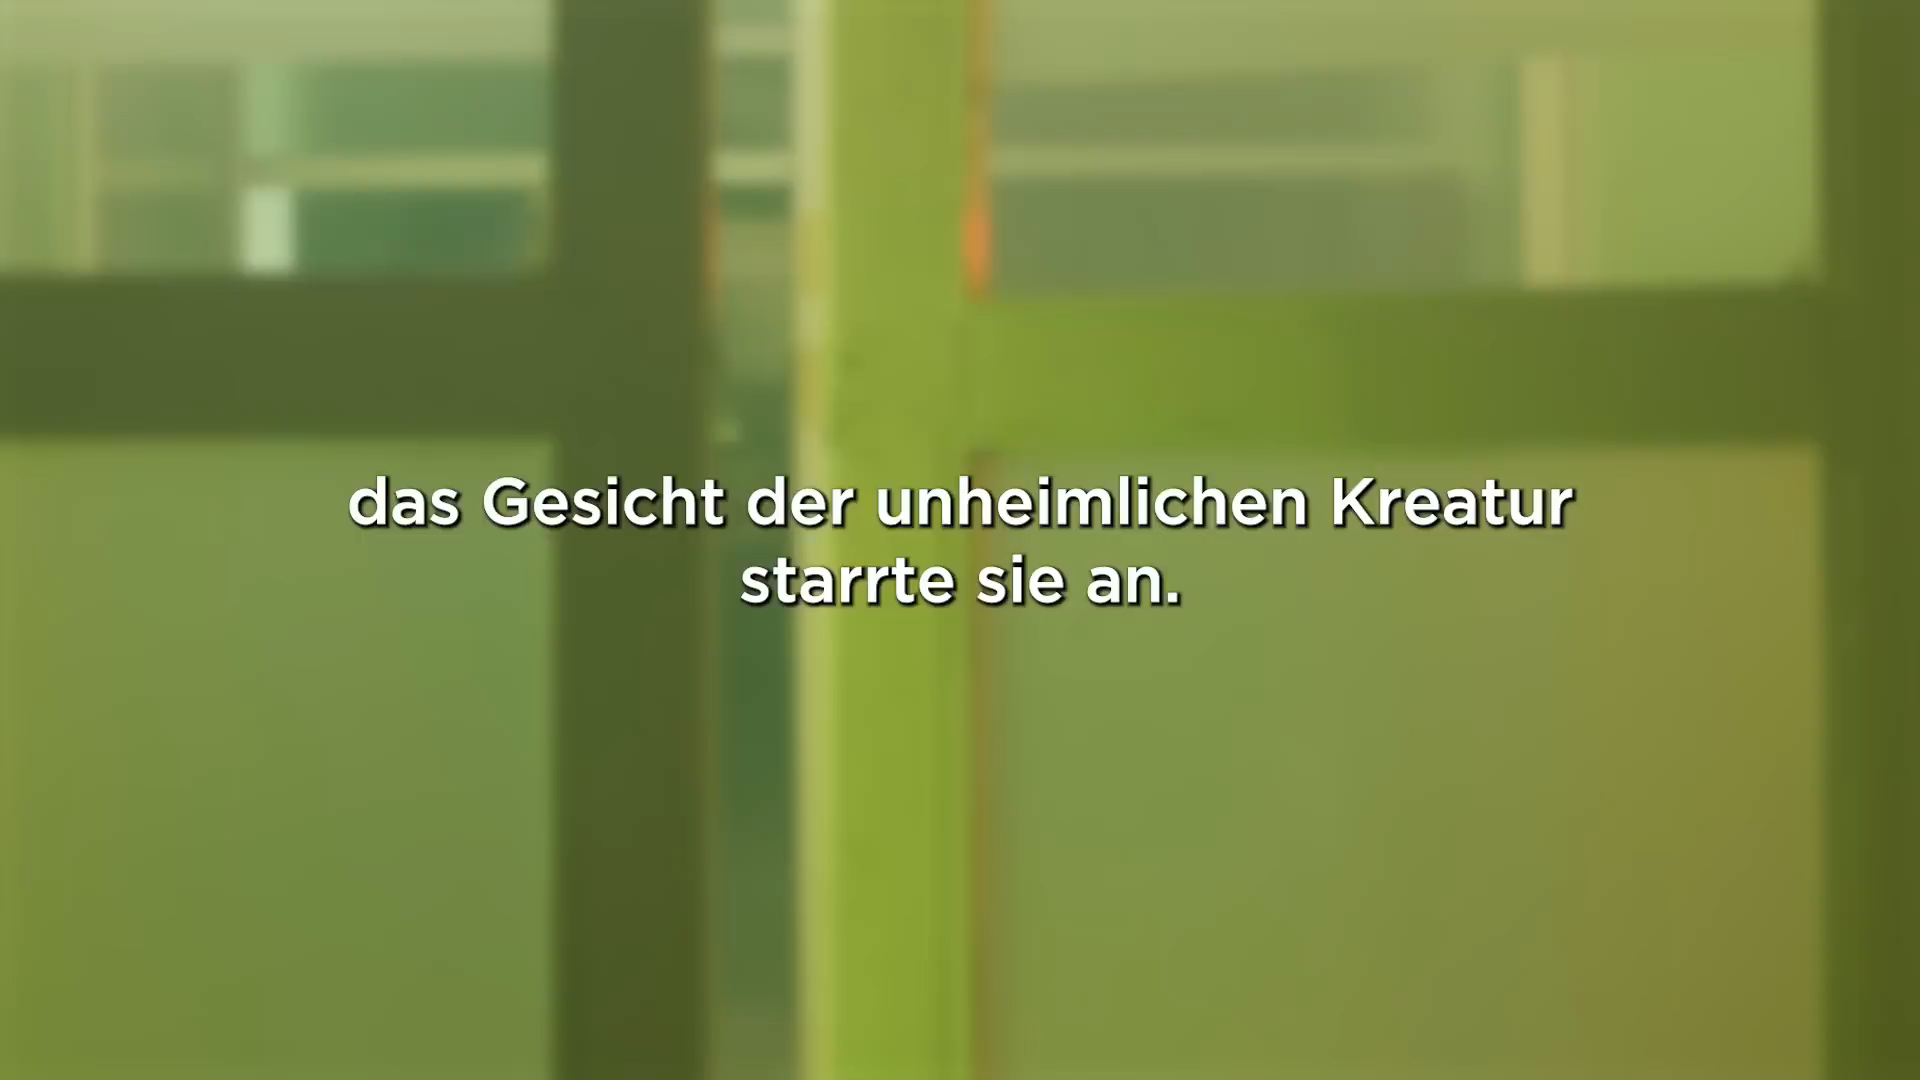 das Gesicht der unheimlichen Kreatur
starrte sie an.